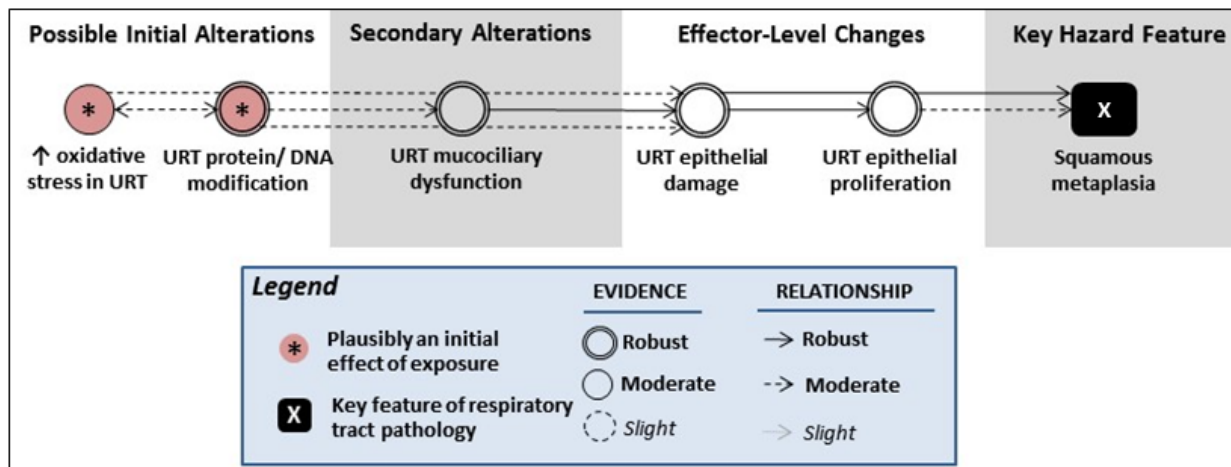 Possible Initial Alterations
Secondary Alterations
Effector-Level Changes
Key Hazard Feature
*
*
X
↑ oxidative
stress in URT
URT protein/ DNA
modification
URT mucociliary
dysfunction
URT epithelial
damage
URT epithelial
proliferation
Squamous
metaplasia
Legend
EVIDENCE
RELATIONSHIP
* Plausibly an initial
effect of exposure
X Key feature of respiratory
tract pathology
Robust
Moderate
Slight
Robust
Moderate
Slight